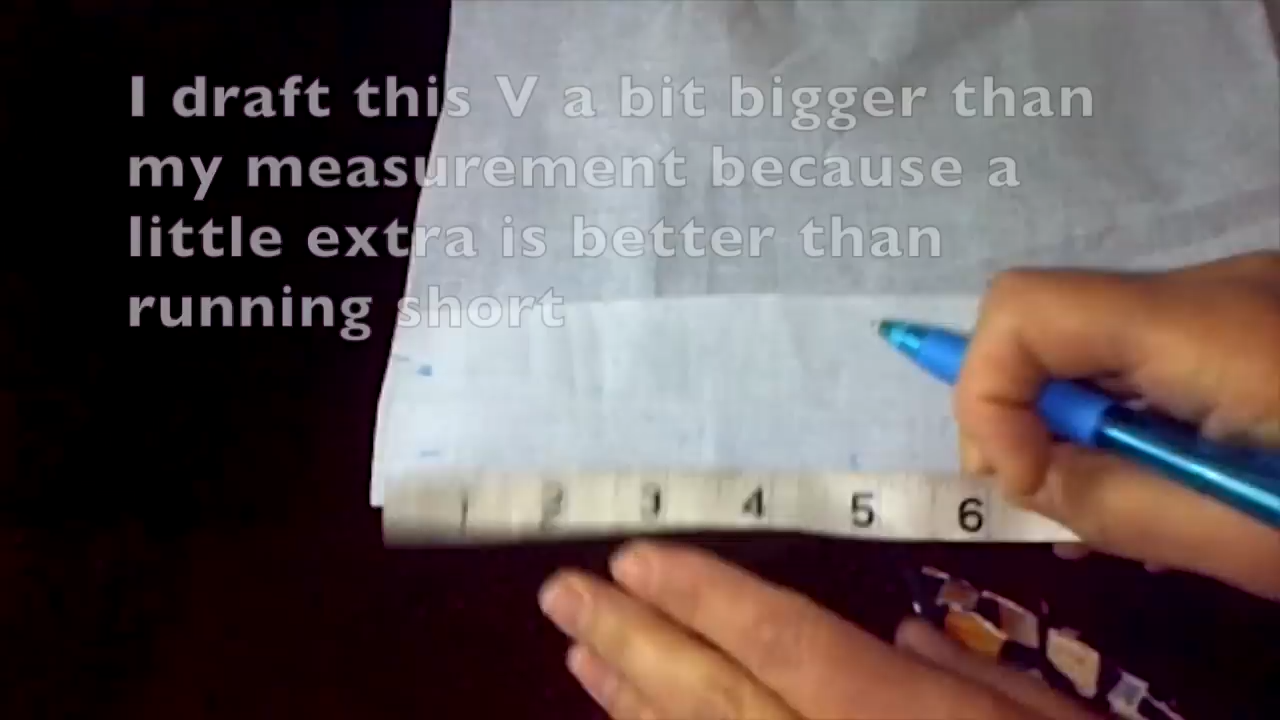 I draft this V a bit bigger than
my measurement because a
little extra is better than
running short
1 2 3 4 5 6